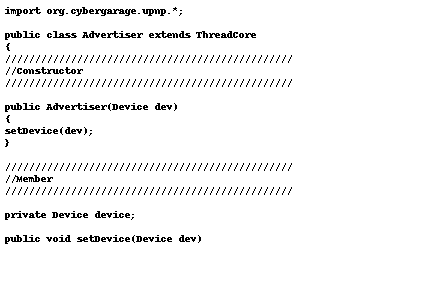 import org.cybergarage.upnp.*;
public class Advertiser extends ThreadCore
{
////////////////////////////////////////////////
//Constructor
////////////////////////////////////////////////
public Advertiser(Device dev)
{
setDevice(dev);
}
////////////////////////////////////////////////
//Member
////////////////////////////////////////////////
private Device device;
public void setDevice(Device dev)